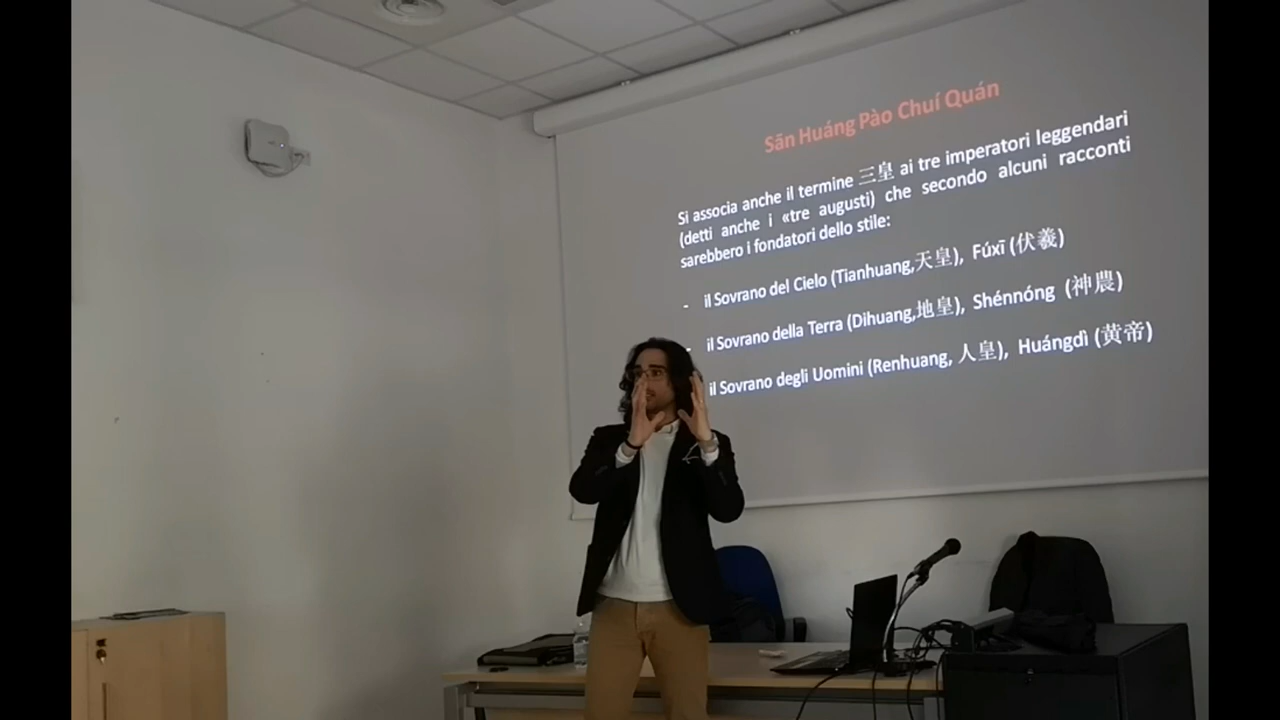 Sān Huáng Pào Chuí Quán
Si associa anche il termine 三皇 ai tre imperatori leggendari
(detti anche i «tre augusti) che secondo alcuni racconti
sarebbero i fondatori dello stile:
- il Sovrano del Cielo (Tianhuang,天皇), Fúxī (伏羲)
- il Sovrano della Terra (Dihuang,地皇), Shénnóng (神農)
il Sovrano degli Uomini (Renhuang, 人皇), Huángdì (黄帝)